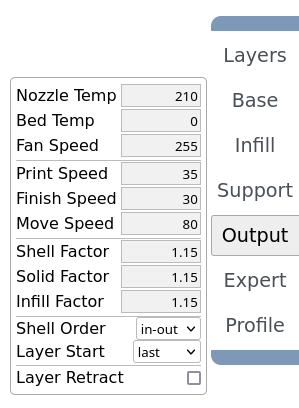 Nozzle Temp 210
Bed Temp 0
Fan Speed 255
Print Speed 35
Finish Speed 30
Move Speed 80
Shell Factor 1.15
Solid Factor 1.15
Infill Factor 1.15
Shell Order in-out
Layer Start last
Layer Retract
Layers
Base
Infill
Support
Output
Expert
Profile